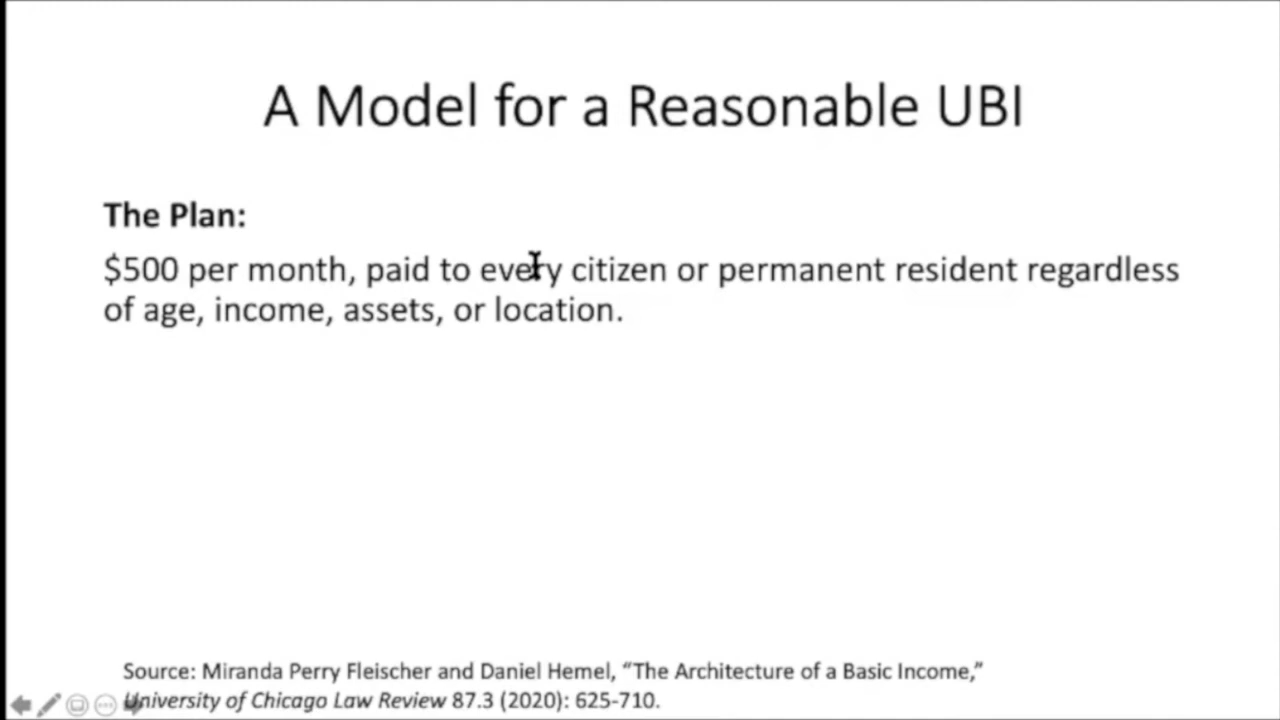 A Model for a Reasonable UBI
The Plan:
$500 per month, paid to every citizen or permanent resident regardless
of age, income, assets, or location.
Source: Miranda Perry Fleischer and Daniel Hemel, “The Architecture of a Basic Income,”
University of Chicago Law Review 87.3 (2020): 625-710.